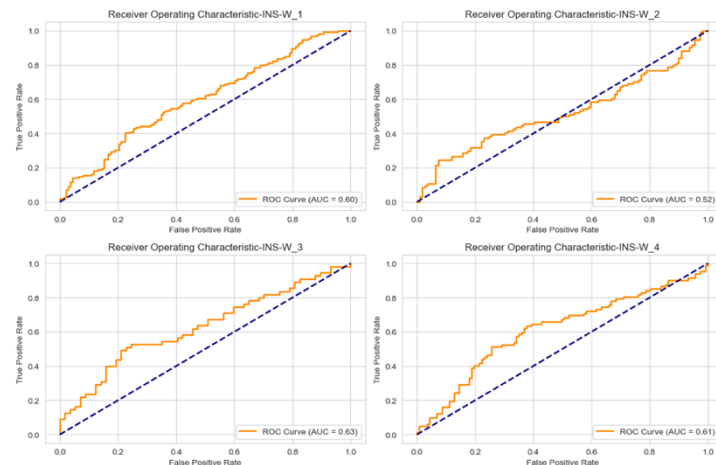 Receiver Operating Characteristic-INS-W_1
1.0
0.8
0.6
0.4
0.2
0.0
True Positive Rate
ROC Curve (AUC = 0.60)
0.0 0.2 0.4 0.6 0.8 1.0
False Positive Rate
Receiver Operating Characteristic-INS-W_2
1.0
0.8
0.6
0.4
0.2
0.0
True Positive Rate
ROC Curve (AUC = 0.52)
0.0 0.2 0.4 0.6 0.8 1.0
False Positive Rate
Receiver Operating Characteristic-INS-W_3
1.0
0.8
0.6
0.4
0.2
0.0
True Positive Rate
ROC Curve (AUC = 0.63)
0.0 0.2 0.4 0.6 0.8 1.0
False Positive Rate
Receiver Operating Characteristic-INS-W_4
1.0
0.8
0.6
0.4
0.2
0.0
True Positive Rate
ROC Curve (AUC = 0.61)
0.0 0.2 0.4 0.6 0.8 1.0
False Positive Rate